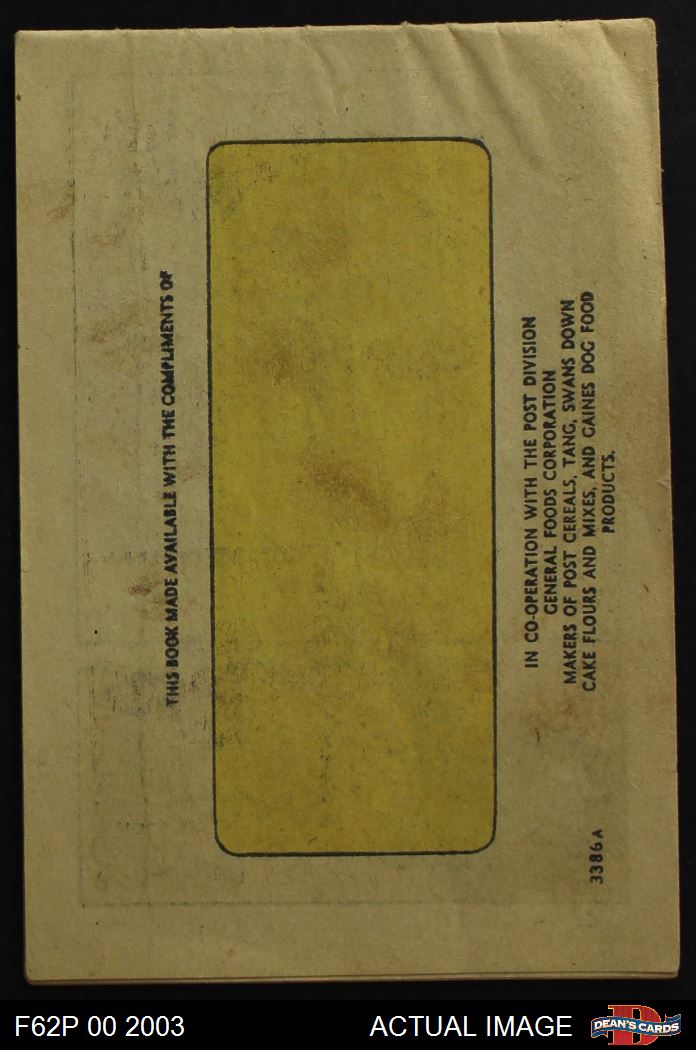 THIS BOOK MADE AVAILABLE WITH THE COMPLIMENTS OF
IN CO-OPERATION WITH THE POST DIVISION
GENERAL FOODS CORPORATION
MAKERS OF POST CEREALS, TANG, SWANS DOWN
CAKE FLOURS AND MIXES, AND GAINES DOG FOOD
PRODUCTS.
3386A
F62P 00 2003
ACTUAL IMAGE
D
DEAN'S CARDS